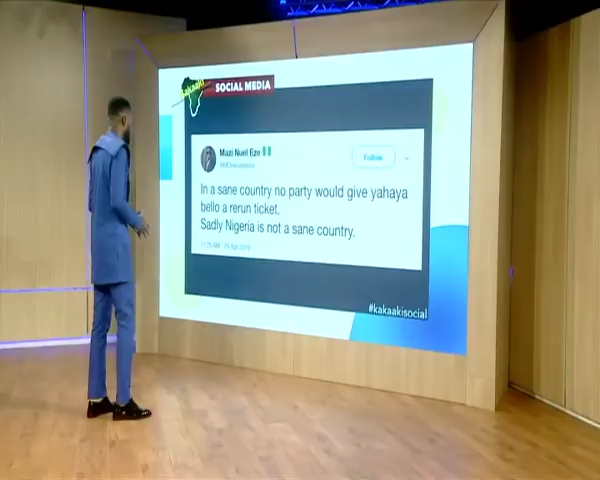 kakaaki
SOCIAL MEDIA
Mazi Nuel Eze
Follow
In a sane country no party would give yahaya
bello a rerun ticket.
Sadly Nigeria is not a sane country.
#kakaakisocial